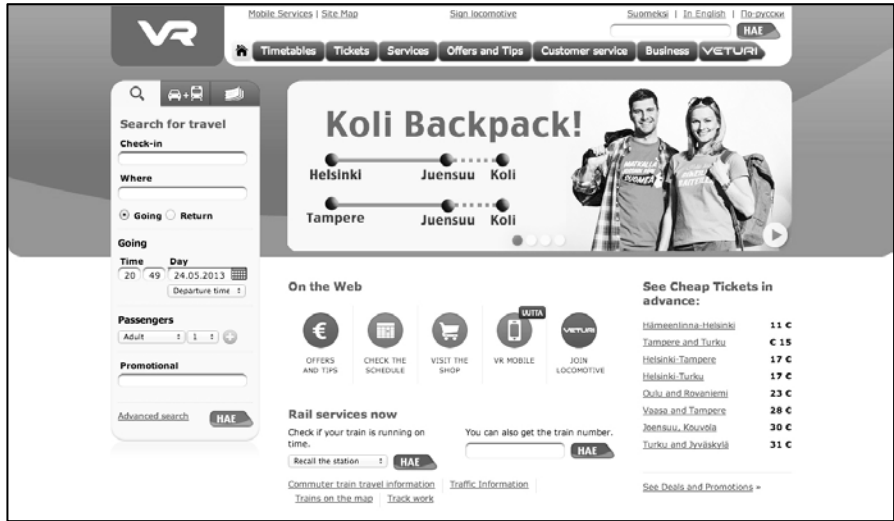 Mobile Services | Site Map
Sign locomotive
Suomeksi | In English | По-русски
VR
HAE
Timetables Tickets Services Offers and Tips Customer service Business VETURI
Search for travel
Check-in
Where
Going Return
Going
Time Day
20 49 24.05.2013
Departure time
Passengers
Adult 1
Promotional
Advanced search HAE
Koli Backpack!
Helsinki Juensuu Koli
Tampere Juensuu Koli
On the Web
UUTTA
€
VETURI
OFFERS AND TIPS
CHECK THE SCHEDULE
VISIT THE SHOP
VR MOBILE
JOIN LOCOMOTIVE
Rail services now
Check if your train is running on
time.
Recall the station HAE
You can also get the train number.
HAE
Commuter train travel information Traffic Information
Trains on the map Track work
See Cheap Tickets in
advance:
Hämeenlinna-Helsinki 11 €
Tampere and Turku € 15
Helsinki-Tampere 17 €
Helsinki-Turku 17 €
Oulu and Rovaniemi 23 €
Vaasa and Tampere 28 €
Joensuu, Kouvola 30 €
Turku and Jyväskylä 31 €
See Deals and Promotions »